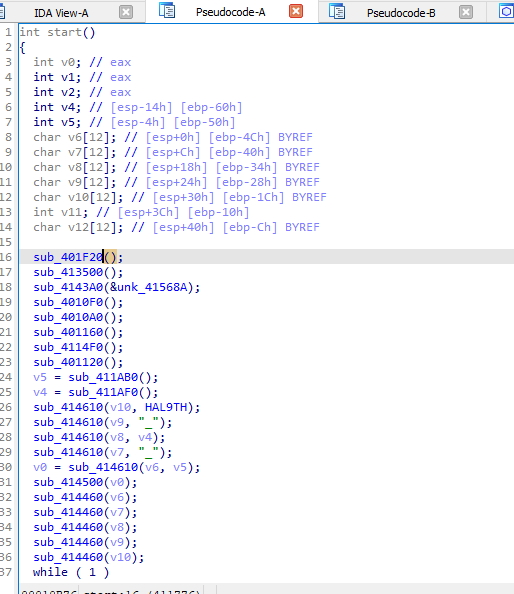 IDA View-A
Pseudocode-A
Pseudocode-B
1 int start()
2 {
3 int v0; // eax
4 int v1; // eax
5 int v2; // eax
6 int v4; // [esp-14h] [ebp-60h]
7 int v5; // [esp-4h] [ebp-50h]
8 char v6[12]; // [esp+0h] [ebp-4Ch] BYREF
9 char v7[12]; // [esp+Ch] [ebp-40h] BYREF
10 char v8[12]; // [esp+18h] [ebp-34h] BYREF
11 char v9[12]; // [esp+24h] [ebp-28h] BYREF
12 char v10[12]; // [esp+30h] [ebp-1Ch] BYREF
13 int v11; // [esp+3Ch] [ebp-10h]
14 char v12[12]; // [esp+40h] [ebp-Ch] BYREF
15
16 sub_401F20();
17 sub_413500();
18 sub_4143A0(&unk_41568A);
19 sub_4010F0();
20 sub_4010A0();
21 sub_401160();
22 sub_4114F0();
23 sub_401120();
24 v5 = sub_411AB0();
25 v4 = sub_411AF0();
26 sub_414610(v10, HAL9TH);
27 sub_414610(v9, "_");
28 sub_414610(v8, v4);
29 sub_414610(v7, "_");
30 v0 = sub_414610(v6, v5);
31 sub_414500(v0);
32 sub_414460(v6);
33 sub_414460(v7);
34 sub_414460(v8);
35 sub_414460(v9);
36 sub_414460(v10);
37 while ( 1 )